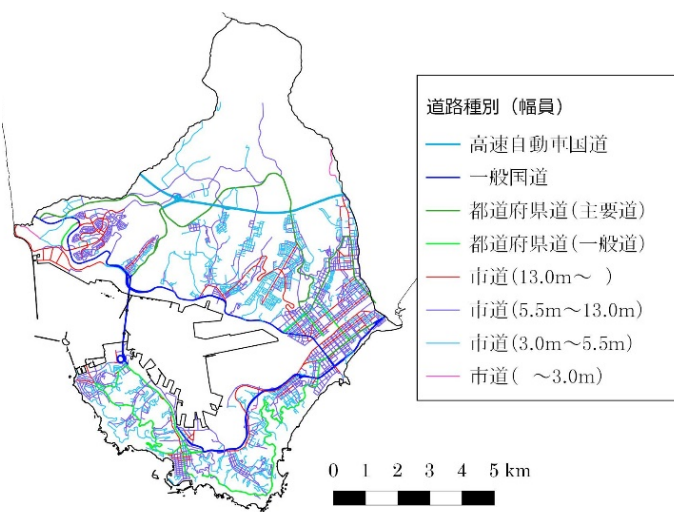 道路種別（幅員）
高速自動車国道
一般国道
都道府県道(主要道)
都道府県道(一般道)
市道(13.0m～ )
市道(5.5m～13.0m)
市道(3.0m～5.5m)
市道( ～3.0m)
0 1 2 3 4 5 km